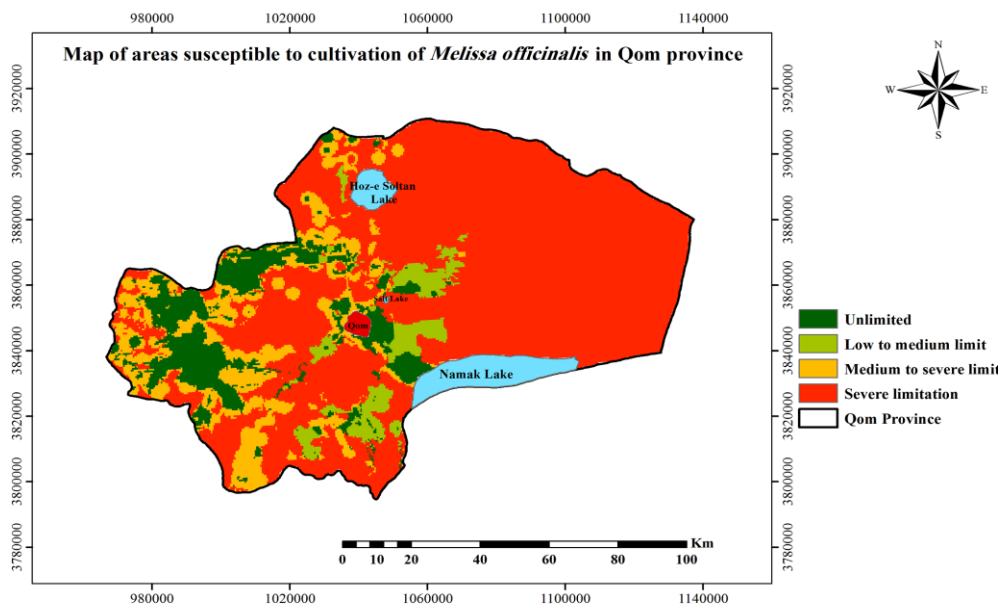 980000 1020000 1060000 1100000 1140000
Map of areas susceptible to cultivation of Melissa officinalis in Qom province
N
W E
S
3920000 3920000
3900000 3900000
3880000 3880000
3860000 3860000
3840000 3840000
3820000 3820000
3800000 3800000
3780000 3780000
Hoz-e Soltan
Lake
Salt Lake
Qom
Namak Lake
Unlimited
Low to medium limit
Medium to severe limit
Severe limitation
Qom Province
Km
0 10 20 40 60 80 100
980000 1020000 1060000 1100000 1140000